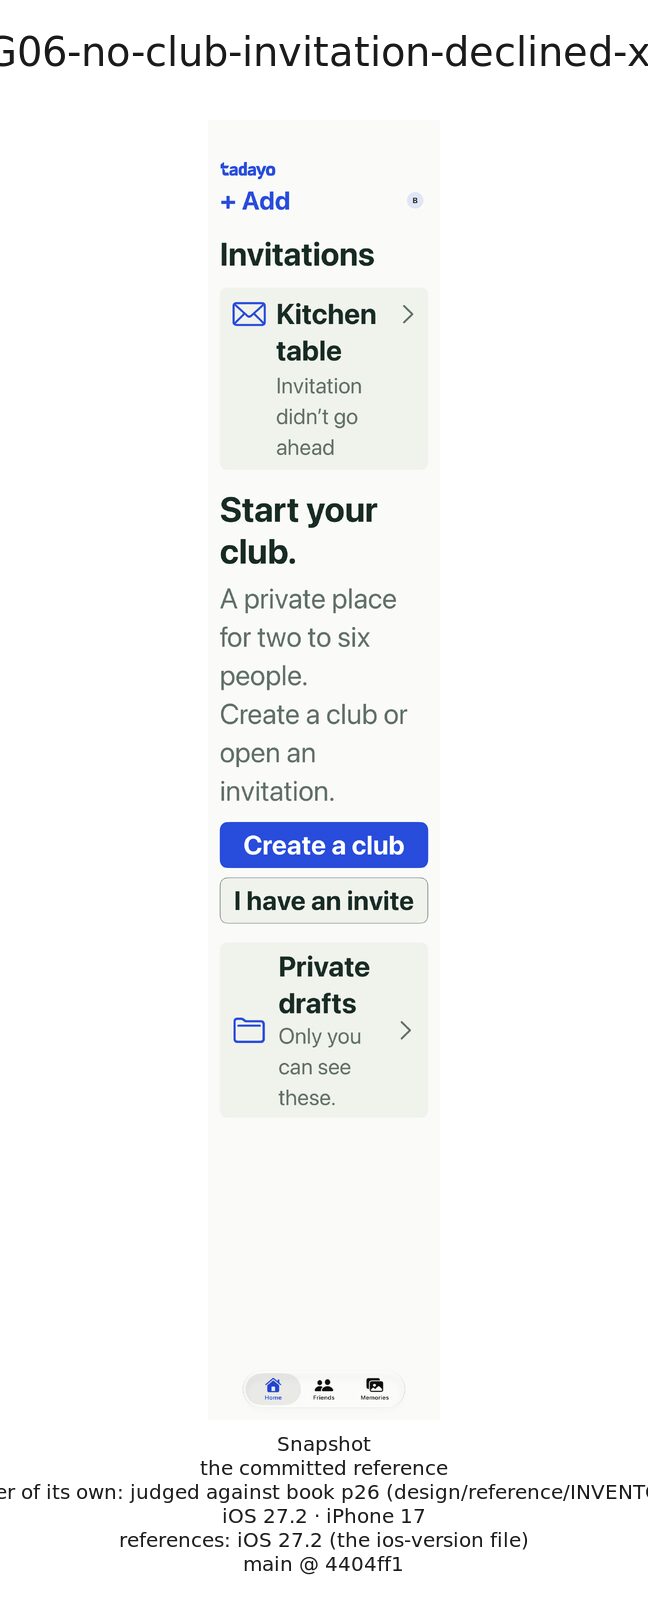 G06-no-club-invitation-declined-x
tadayo
+ Add
B
Invitations
Kitchen
table
Invitation
didn’t go
ahead
Start your
club.
A private place
for two to six
people.
Create a club or
open an
invitation.
Create a club
I have an invite
Private
drafts
Only you
can see
these.
Home
Friends
Memories
Snapshot
the committed reference
er of its own: judged against book p26 (design/reference/INVENTO
iOS 27.2 · iPhone 17
references: iOS 27.2 (the ios-version file)
main @ 4404ff1